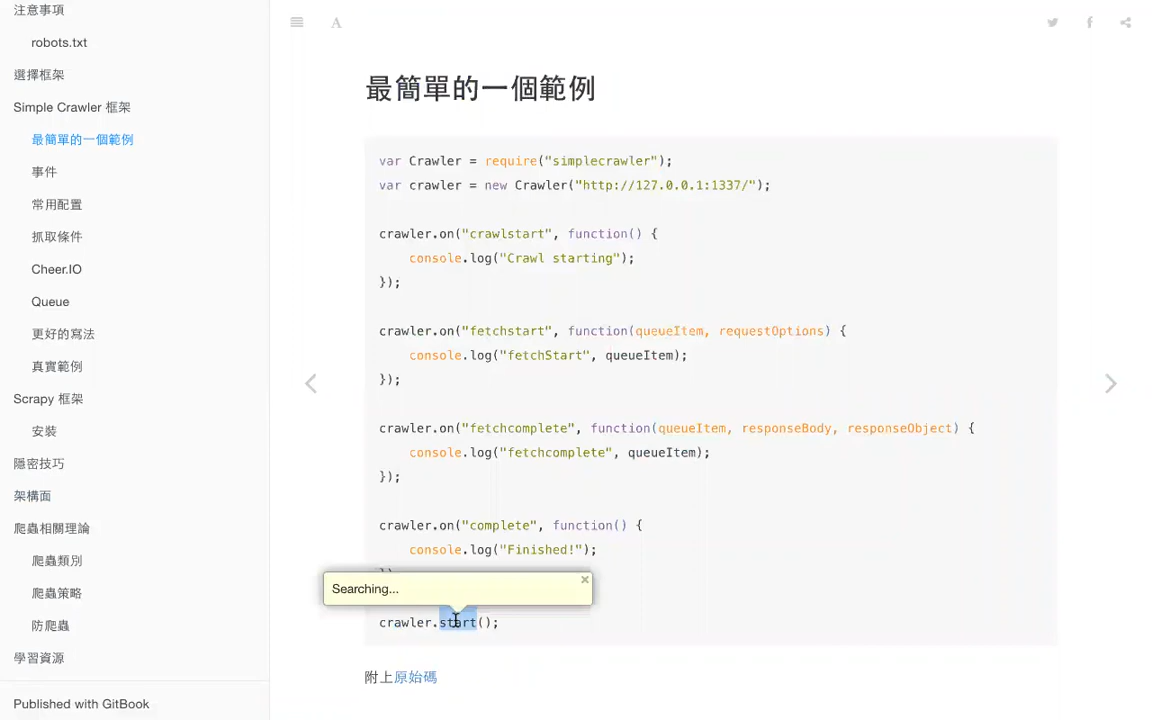 注意事項
robots.txt
選擇框架
Simple Crawler 框架
最簡單的一個範例
事件
常用配置
抓取條件
Cheer.IO
Queue
更好的寫法
真實範例
Scrapy 框架
安裝
隱密技巧
架構面
爬蟲相關理論
爬蟲類別
爬蟲策略
防爬蟲
學習資源
Published with GitBook
A
最簡單的一個範例
var Crawler = require("simplecrawler");
var crawler = new Crawler("http://127.0.0.1:1337/");
crawler.on("crawlstart", function() {
console.log("Crawl starting");
});
crawler.on("fetchstart", function(queueItem, requestOptions) {
console.log("fetchStart", queueItem);
});
crawler.on("fetchcomplete", function(queueItem, responseBody, responseObject) {
console.log("fetchcomplete", queueItem);
});
crawler.on("complete", function() {
console.log("Finished!");
Searching...
crawler.start();
附上原始碼